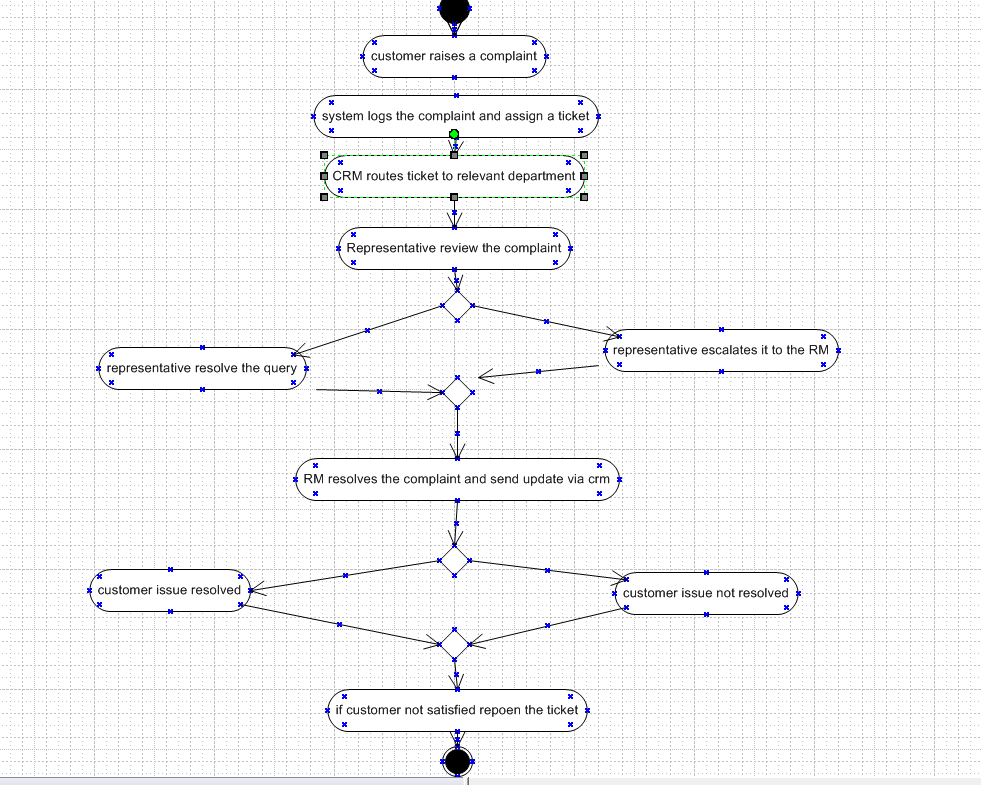 customer raises a complaint
system logs the complaint and assign a ticket
CRM routes ticket to relevant department
Representative review the complaint
representative resolve the query
representative escalates it to the RM
RM resolves the complaint and send update via crm
customer issue resolved
customer issue not resolved
if customer not satisfied repoen the ticket